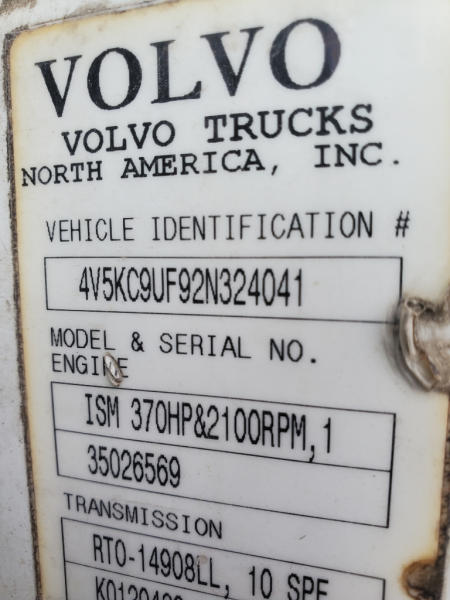 VOLVO
VOLVO TRUCKS
NORTH AMERICA, INC.
VEHICLE IDENTIFICATION #
4V5KC9UF92N324041
MODEL & SERIAL NO.
ENGINE
ISM 370HP&2100RPM,1
35026569
TRANSMISSION
RTO-14908LL, 10 SPE